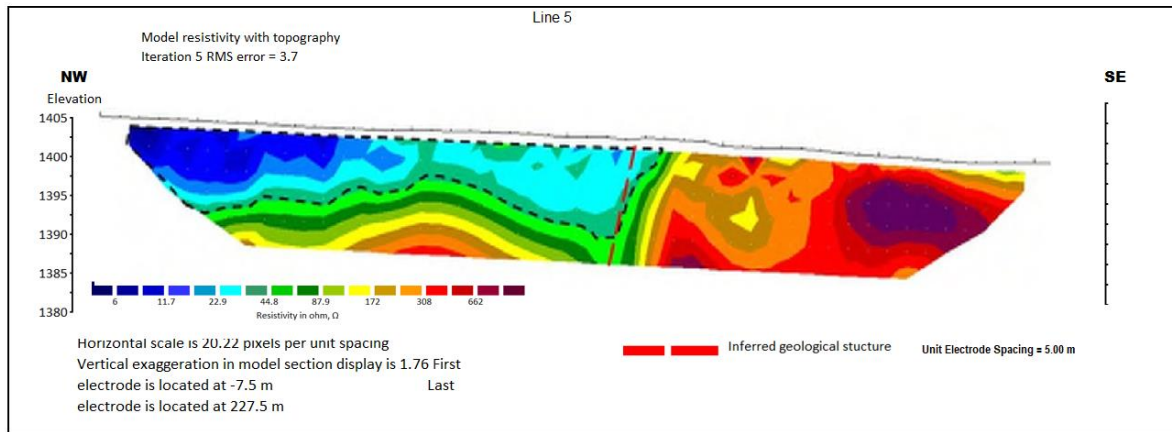 Line 5
Model resistivity with topography
Iteration 5 RMS error = 3.7
NW
SE
Elevation
1405
1400
1395
1390
1385
1380
6 11.7 22.9 44.8 87.9 172 308 662
Resistivity in ohm, Ω
Horizontal scale is 20.22 pixels per unit spacing
Vertical exaggeration in model section display is 1.76 First
electrode is located at -7.5 m Last
electrode is located at 227.5 m
Inferred geological stucture
Unit Electrode Spacing = 5.00 m